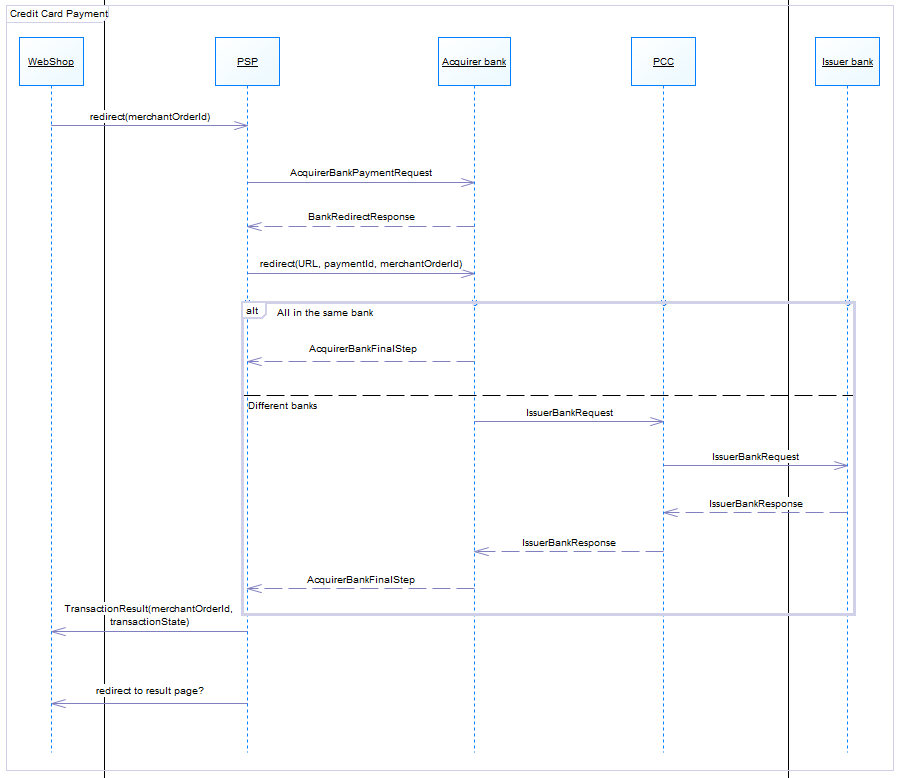 Credit Card Payment
WebShop
PSP
Acquirer bank
PCC
Issuer bank
redirect(merchantOrderId)
AcquirerBankPaymentRequest
BankRedirectResponse
redirect(URL, paymentId, merchantOrderId)
alt
All in the same bank
AcquirerBankFinalStep
Different banks
IssuerBankRequest
IssuerBankRequest
IssuerBankResponse
IssuerBankResponse
AcquirerBankFinalStep
TransactionResult(merchantOrderId,
transactionState)
redirect to result page?